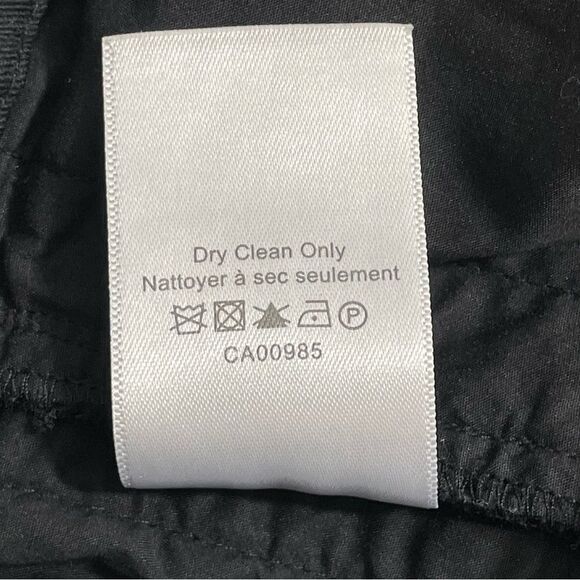 Dry Clean Only
Nattoyer à sec seulement
P
CA00985